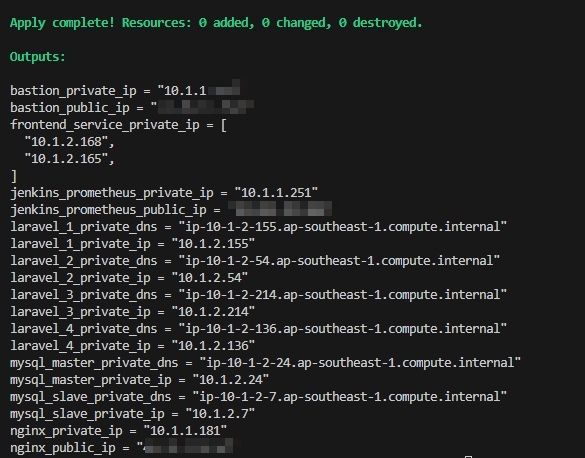 Apply complete! Resources: 0 added, 0 changed, 0 destroyed.
Outputs:
bastion_private_ip = "10.1.1
bastion_public_ip = "
frontend_service_private_ip = [
"10.1.2.168",
"10.1.2.165",
]
jenkins_prometheus_private_ip = "10.1.1.251"
jenkins_prometheus_public_ip =
laravel_1_private_dns = "ip-10-1-2-155.ap-southeast-1.compute.internal"
laravel_1_private_ip = "10.1.2.155"
laravel_2_private_dns = "ip-10-1-2-54.ap-southeast-1.compute.internal"
laravel_2_private_ip = "10.1.2.54"
laravel_3_private_dns = "ip-10-1-2-214.ap-southeast-1.compute.internal"
laravel_3_private_ip = "10.1.2.214"
laravel_4_private_dns = "ip-10-1-2-136.ap-southeast-1.compute.internal"
laravel_4_private_ip = "10.1.2.136"
mysql_master_private_dns = "ip-10-1-2-24.ap-southeast-1.compute.internal"
mysql_master_private_ip = "10.1.2.24"
mysql_slave_private_dns = "ip-10-1-2-7.ap-southeast-1.compute.internal"
mysql_slave_private_ip = "10.1.2.7"
nginx_private_ip = "10.1.1.181"
nginx_public_ip = "